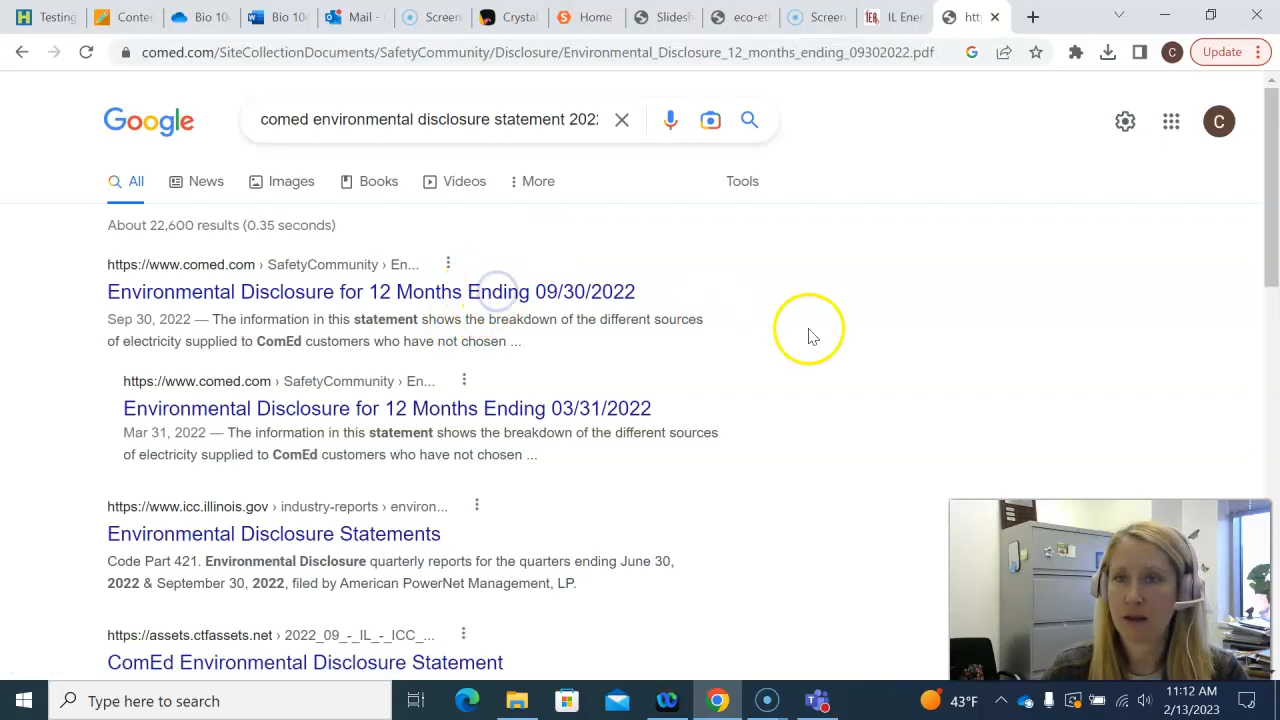 Testing
Conten
Bio 10
Bio 10
Mail -
Screen
Crysta
Home
Slidesh
eco-eth
Screen
IL Ener
htt
comed.com/SiteCollectionDocuments/SafetyCommunity/Disclosure/Environmental_Disclosure_12_months_ending_09302022.pdf
C
Update
Google
comed environmental disclosure statement 2022
C
All
News
Images
Books
Videos
More
Tools
About 22,600 results (0.35 seconds)
https://www.comed.com › SafetyCommunity › En...
Environmental Disclosure for 12 Months Ending 09/30/2022
Sep 30, 2022 — The information in this statement shows the breakdown of the different sources
of electricity supplied to ComEd customers who have not chosen ...
https://www.comed.com › SafetyCommunity › En...
Environmental Disclosure for 12 Months Ending 03/31/2022
Mar 31, 2022 — The information in this statement shows the breakdown of the different sources
of electricity supplied to ComEd customers who have not chosen ...
https://www.icc.illinois.gov › industry-reports › environ...
Environmental Disclosure Statements
Code Part 421. Environmental Disclosure quarterly reports for the quarters ending June 30,
2022 & September 30, 2022, filed by American PowerNet Management, LP.
https://assets.ctfassets.net › 2022_09_-_IL_-_ICC_...
ComEd Environmental Disclosure Statement
Type here to search
43°F
11:12 AM
2/13/2023